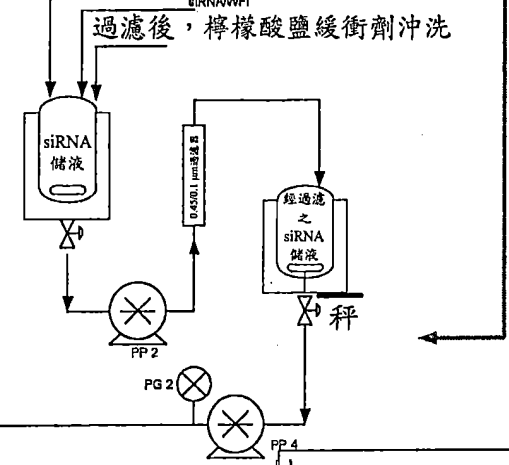 siRNA/WFI
過濾後，檸檬酸鹽緩衝劑沖洗
siRNA
儲液
0.45/0.1 μm過濾器
經過濾
之
siRNA
儲液
秤
PP 2
PG 2
PP 4